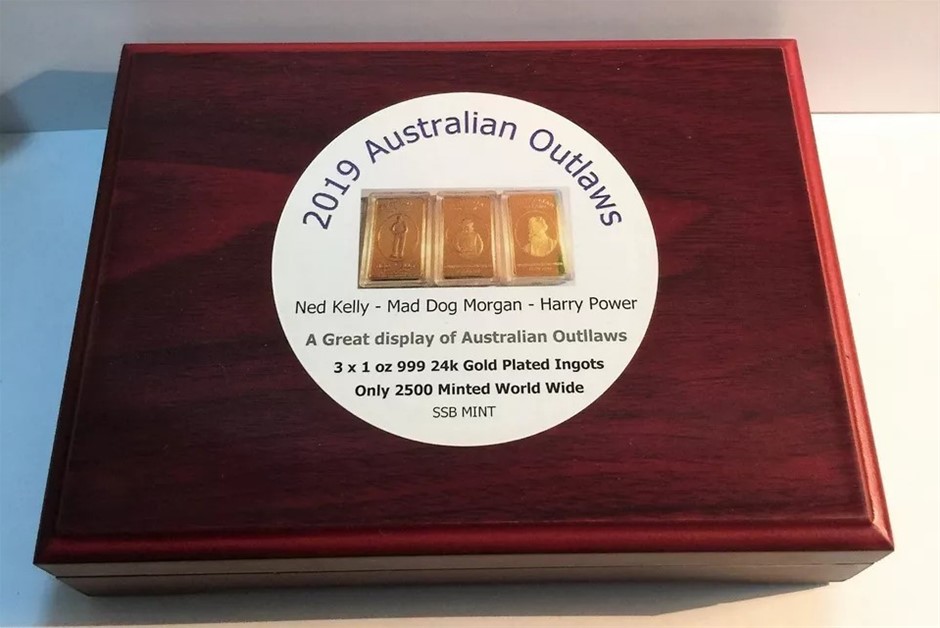 2019 Australian Outlaws
Ned Kelly - Mad Dog Morgan - Harry Power
A Great display of Australian Outllaws
3 x 1 oz 999 24k Gold Plated Ingots
Only 2500 Minted World Wide
SSB MINT